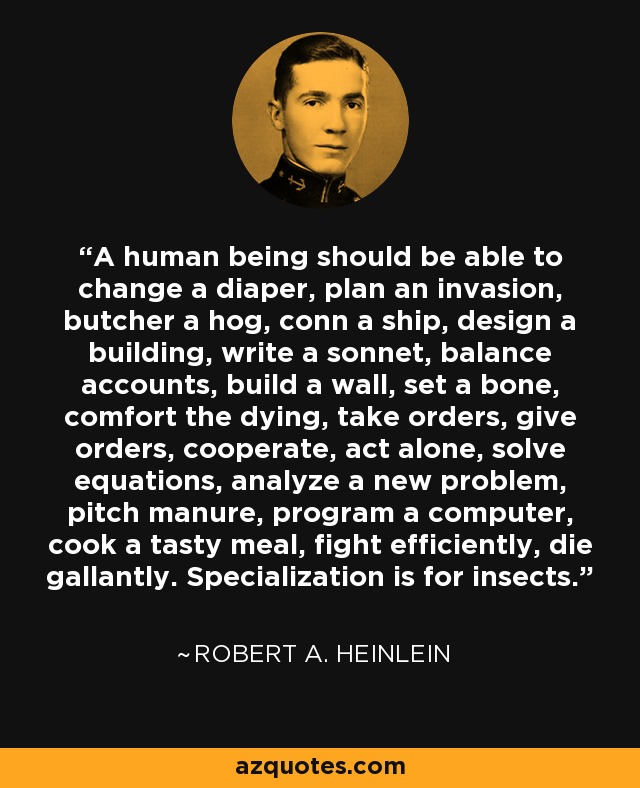 “A human being should be able to
change a diaper, plan an invasion,
butcher a hog, conn a ship, design a
building, write a sonnet, balance
accounts, build a wall, set a bone,
comfort the dying, take orders, give
orders, cooperate, act alone, solve
equations, analyze a new problem,
pitch manure, program a computer,
cook a tasty meal, fight efficiently, die
gallantly. Specialization is for insects.”
~ROBERT A. HEINLEIN
azquotes.com